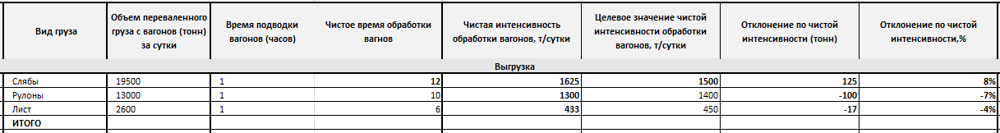 Вид груза
Объем переваленного
груза с вагонов (тонн)
за сутки
Время подводки
вагонов (часов)
Чистое время обработки
вагнов
Чистая интенсивность
обработки вагонов, т/сутки
Целевое значение чистой
интенсивности обработки
вагонов, т/сутки
Отклонение по чистой
интенсивности (тонн)
Отклонение по чистой
интенсивности,%
Выгрузка
Слябы 19500 1 12 1625 1500 125 8%
Рулоны 13000 1 10 1300 1400 -100 -7%
Лист 2600 1 6 433 450 -17 -4%
ИТОГО